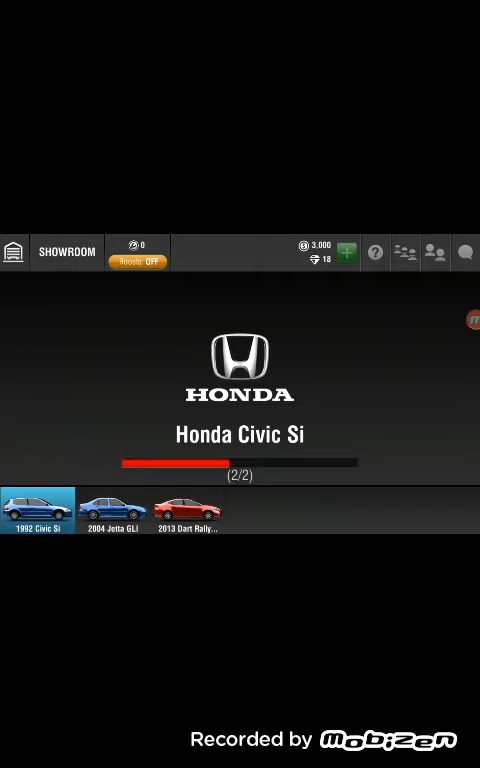 SHOWROOM
0
Boosts: OFF
3,000
18
?
HONDA
Honda Civic Si
(2/2)
1992 Civic Si
2004 Jetta GLI
2013 Dart Rally...
Recorded by Mobizen